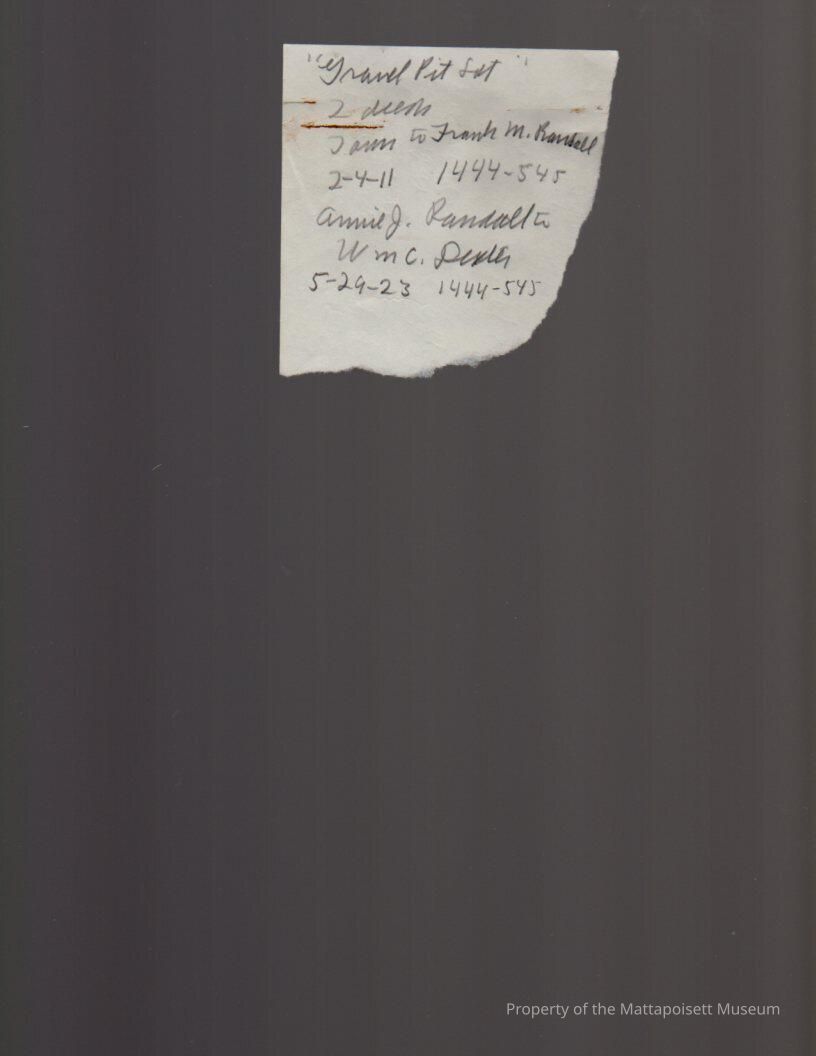 "Gravel Pit Lot"
2 deeds
Town to Frank M. Randall
2-4-11 1444-545
Annie J. Randall to
Wm C. Dexter
5-29-23 1444-545
Property of the Mattapoisett Museum